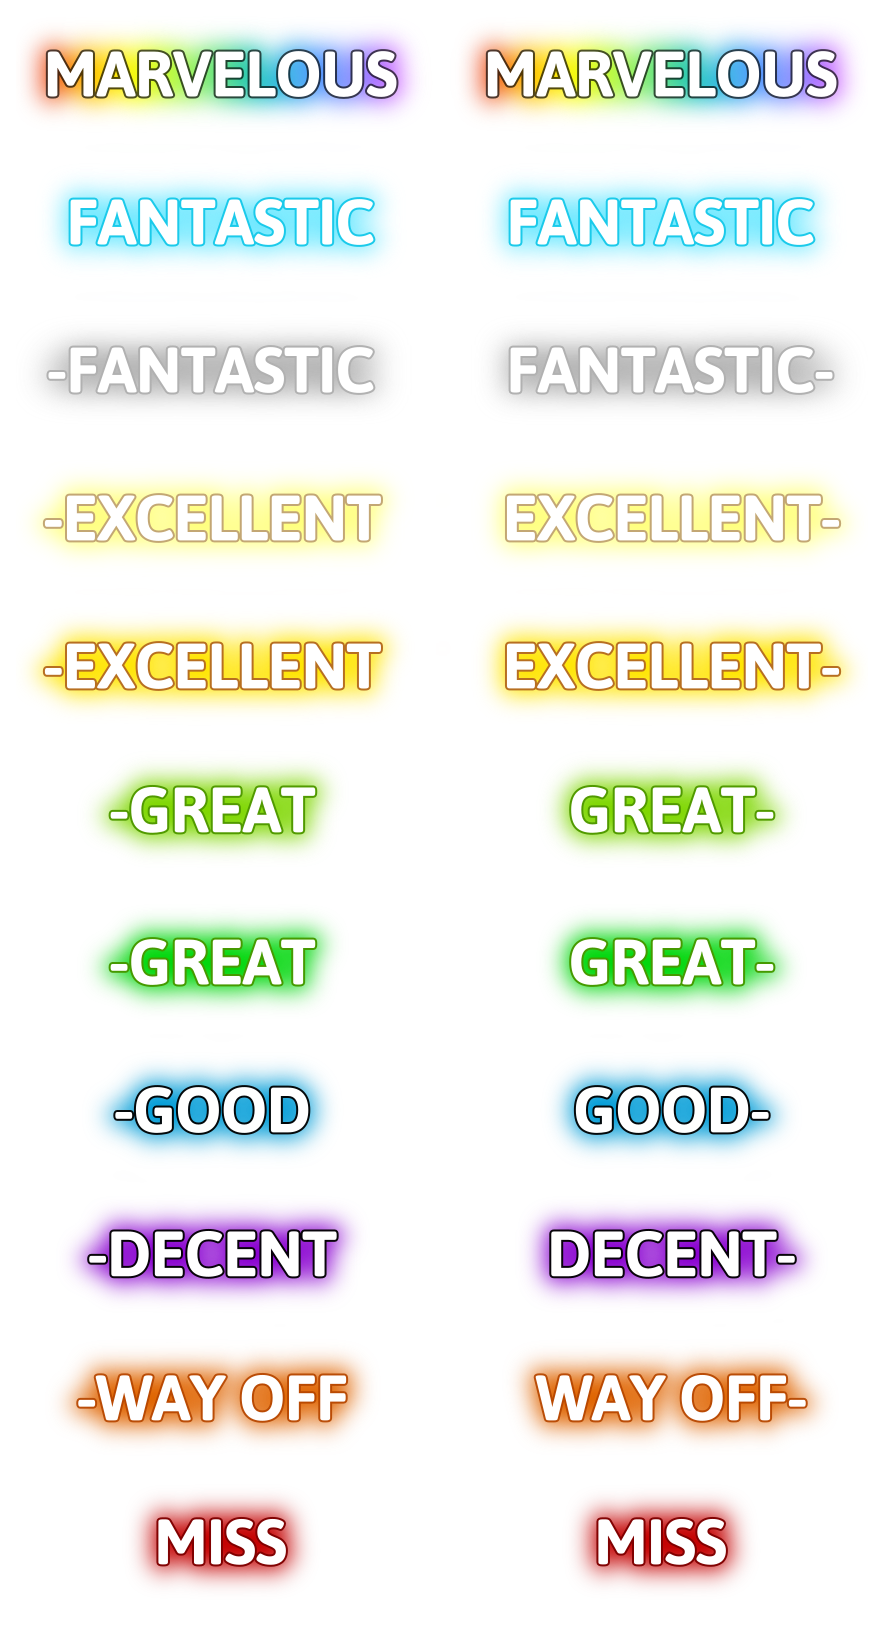 MARVELOUS MARVELOUS
FANTASTIC FANTASTIC
-FANTASTIC FANTASTIC-
-EXCELLENT EXCELLENT-
-EXCELLENT EXCELLENT-
-GREAT GREAT-
-GREAT GREAT-
-GOOD GOOD-
-DECENT DECENT-
-WAY OFF WAY OFF-
MISS MISS